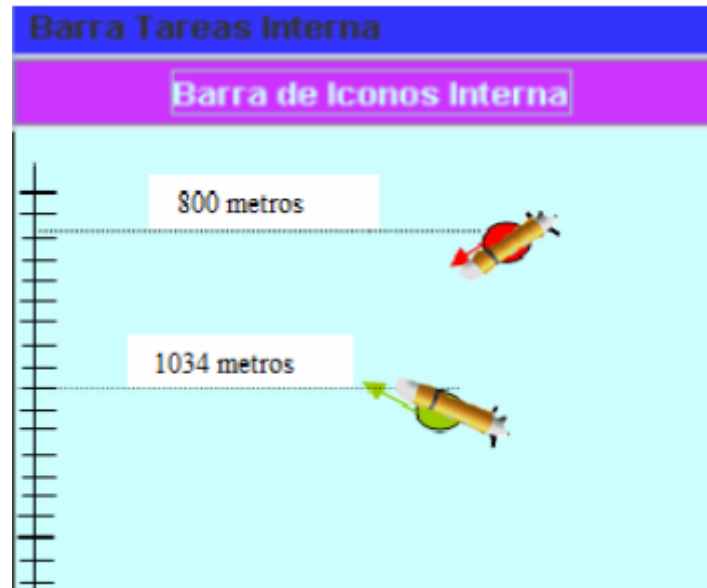 Barra Tareas Interna
Barra de Iconos Interna
800 metros
1034 metros